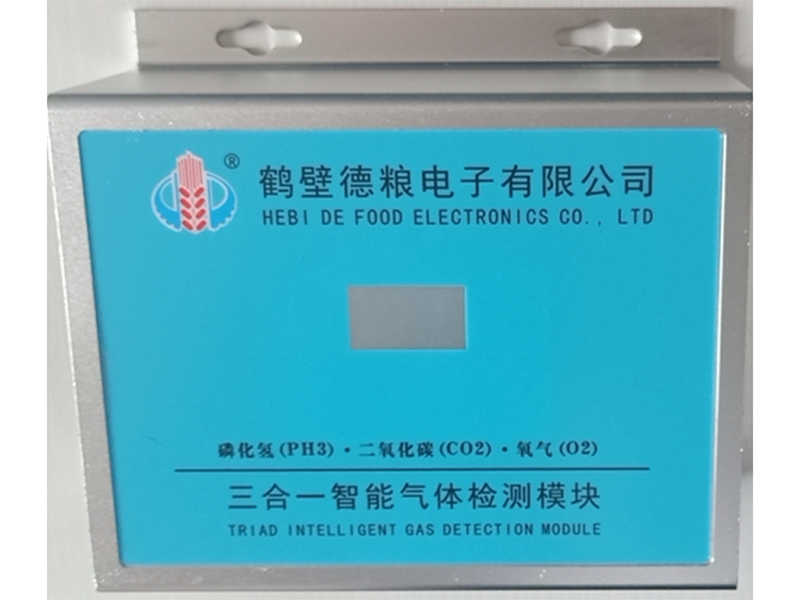 ®
鹤壁德粮电子有限公司
HEBI DE FOOD ELECTRONICS CO., LTD
磷化氢(PH3)·二氧化碳(CO2)·氧气(O2)
三合一智能气体检测模块
TRIAD INTELLIGENT GAS DETECTION MODULE